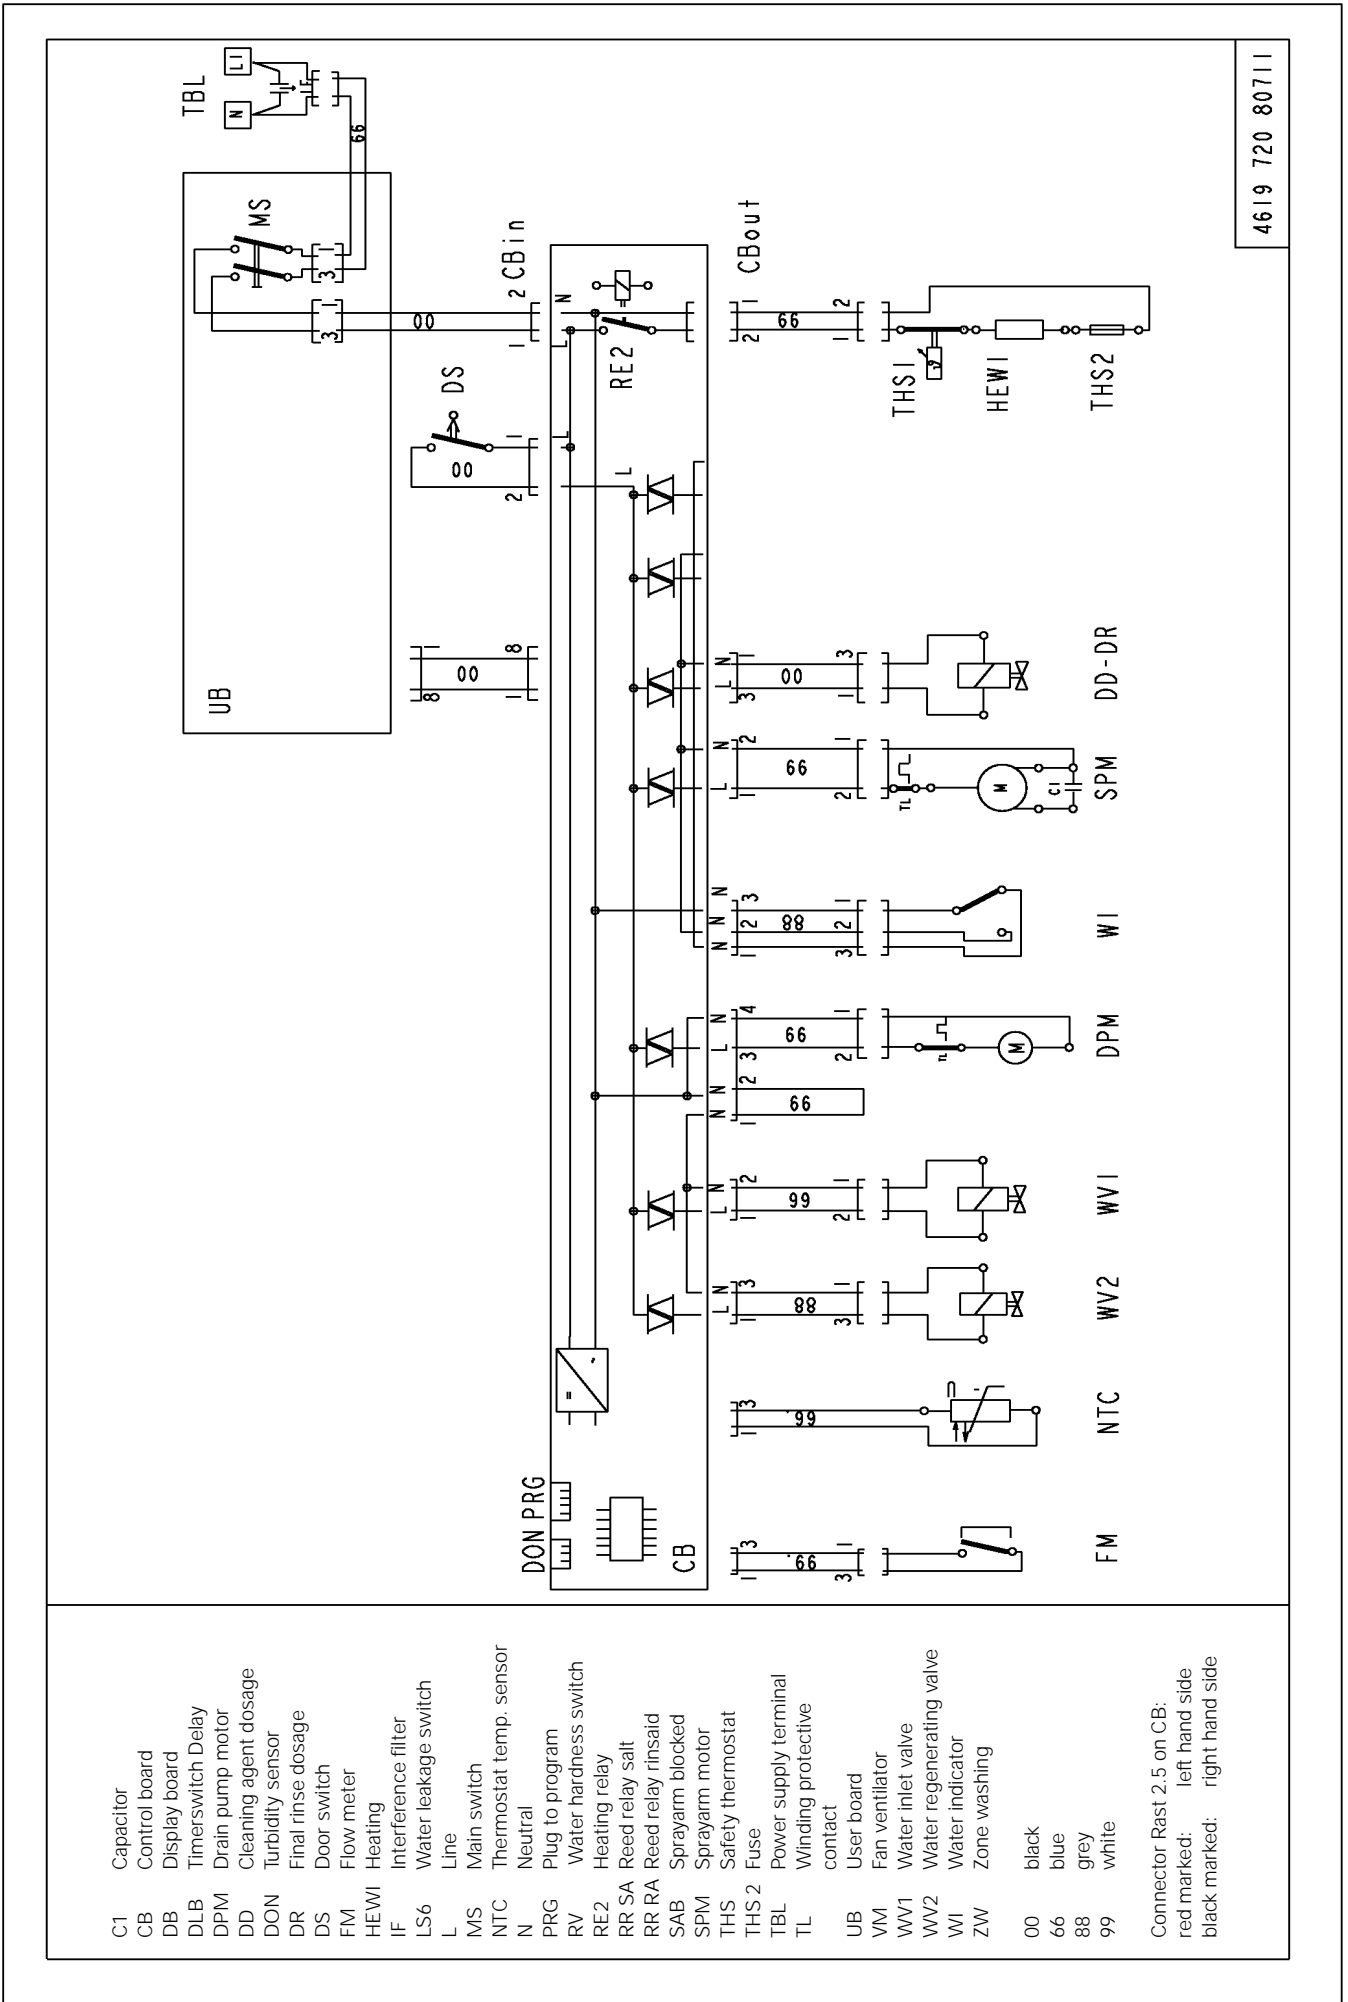 C1 Capacitor
CB Control board
DB Display board
DLB Timerswitch Delay
DPM Drain pump motor
DD Cleaning agent dosage
DON Turbidity sensor
DR Final rinse dosage
DS Door switch
FM Flow meter
HEWI Heating
IF Interference filter
LS6 Water leakage switch
L Line
MS Main switch
NTC Thermostat temp. sensor
N Neutral
PRG Plug to program
RV Water hardness switch
RE2 Heating relay
RR SA Reed relay salt
RR RA Reed relay rinsaid
SAB Sprayarm blocked
SPM Sprayarm motor
THS Safety thermostat
THS 2 Fuse
TBL Power supply terminal
TL Winding protective
contact
UB User board
VM Fan ventilator
WV1 Water inlet valve
WV2 Water regenerating valve
WI Water indicator
ZW Zone washing
00 black
66 blue
88 grey
99 white
Connector Rast 2.5 on CB:
red marked: left hand side
black marked: right hand side
TBL
N L1
UB
MS
3 1 3 1
00
8 1
00
1 8
DS
00
2 1
1 2 CBin
DON PRG
L L N
L
RE2
CB
CBout
L N L N N N L N N N N L N L N
1 3
1 3
1 3
1 2
1 2 3 4
1 2 3
1 2
3 1
2 1
88
88
00
3 1
3 1
2 1
2 1
3 2 1
2 1
1 3
1 2
TL
M
TL
M
C1
FM
NTC
WV2
WV1
DPM
WI
SPM
DD-DR
THS1
HEW1
THS2
4619 720 80711